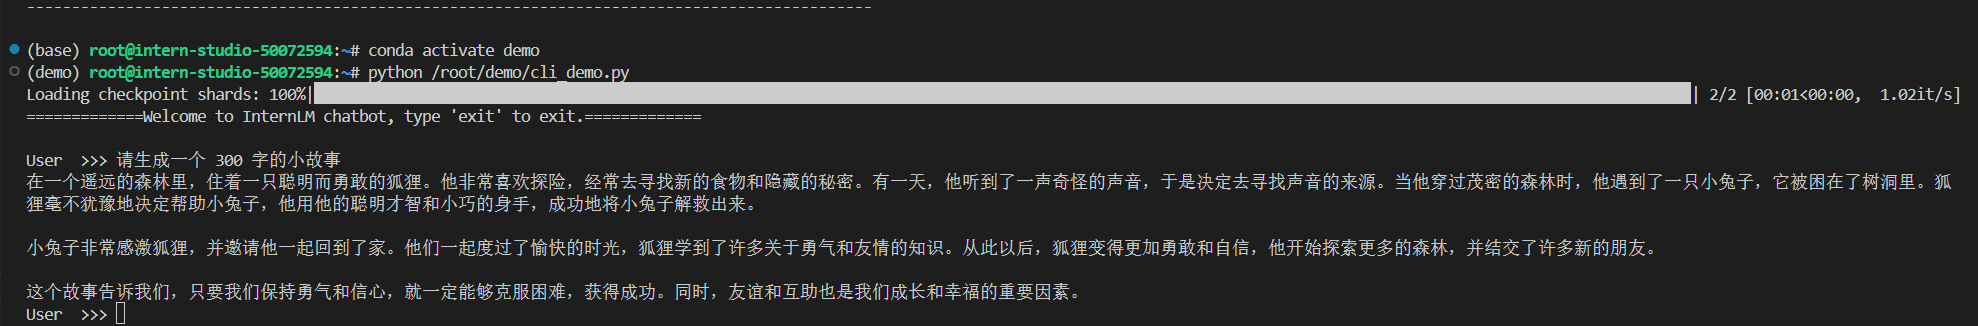 ----------------------------------------------------------------------------------------------
(base) root@intern-studio-50072594:~# conda activate demo
(demo) root@intern-studio-50072594:~# python /root/demo/cli_demo.py
Loading checkpoint shards: 100%|| 2/2 [00:01<00:00,  1.02it/s]
=============Welcome to InternLM chatbot, type 'exit' to exit.=============
User  >>> 请生成一个 300 字的小故事
在一个遥远的森林里，住着一只聪明而勇敢的狐狸。他非常喜欢探险，经常去寻找新的食物和隐藏的秘密。有一天，他听到了一声奇怪的声音，于是决定去寻找声音的来源。当他穿过茂密的森林时，他遇到了一只小兔子，它被困在了树洞里。狐
狸毫不犹豫地决定帮助小兔子，他用他的聪明才智和小巧的身手，成功地将小兔子解救出来。
小兔子非常感激狐狸，并邀请他一起回到了家。他们一起度过了愉快的时光，狐狸学到了许多关于勇气和友情的知识。从此以后，狐狸变得更加勇敢和自信，他开始探索更多的森林，并结交了许多新的朋友。
这个故事告诉我们，只要我们保持勇气和信心，就一定能够克服困难，获得成功。同时，友谊和互助也是我们成长和幸福的重要因素。
User  >>>